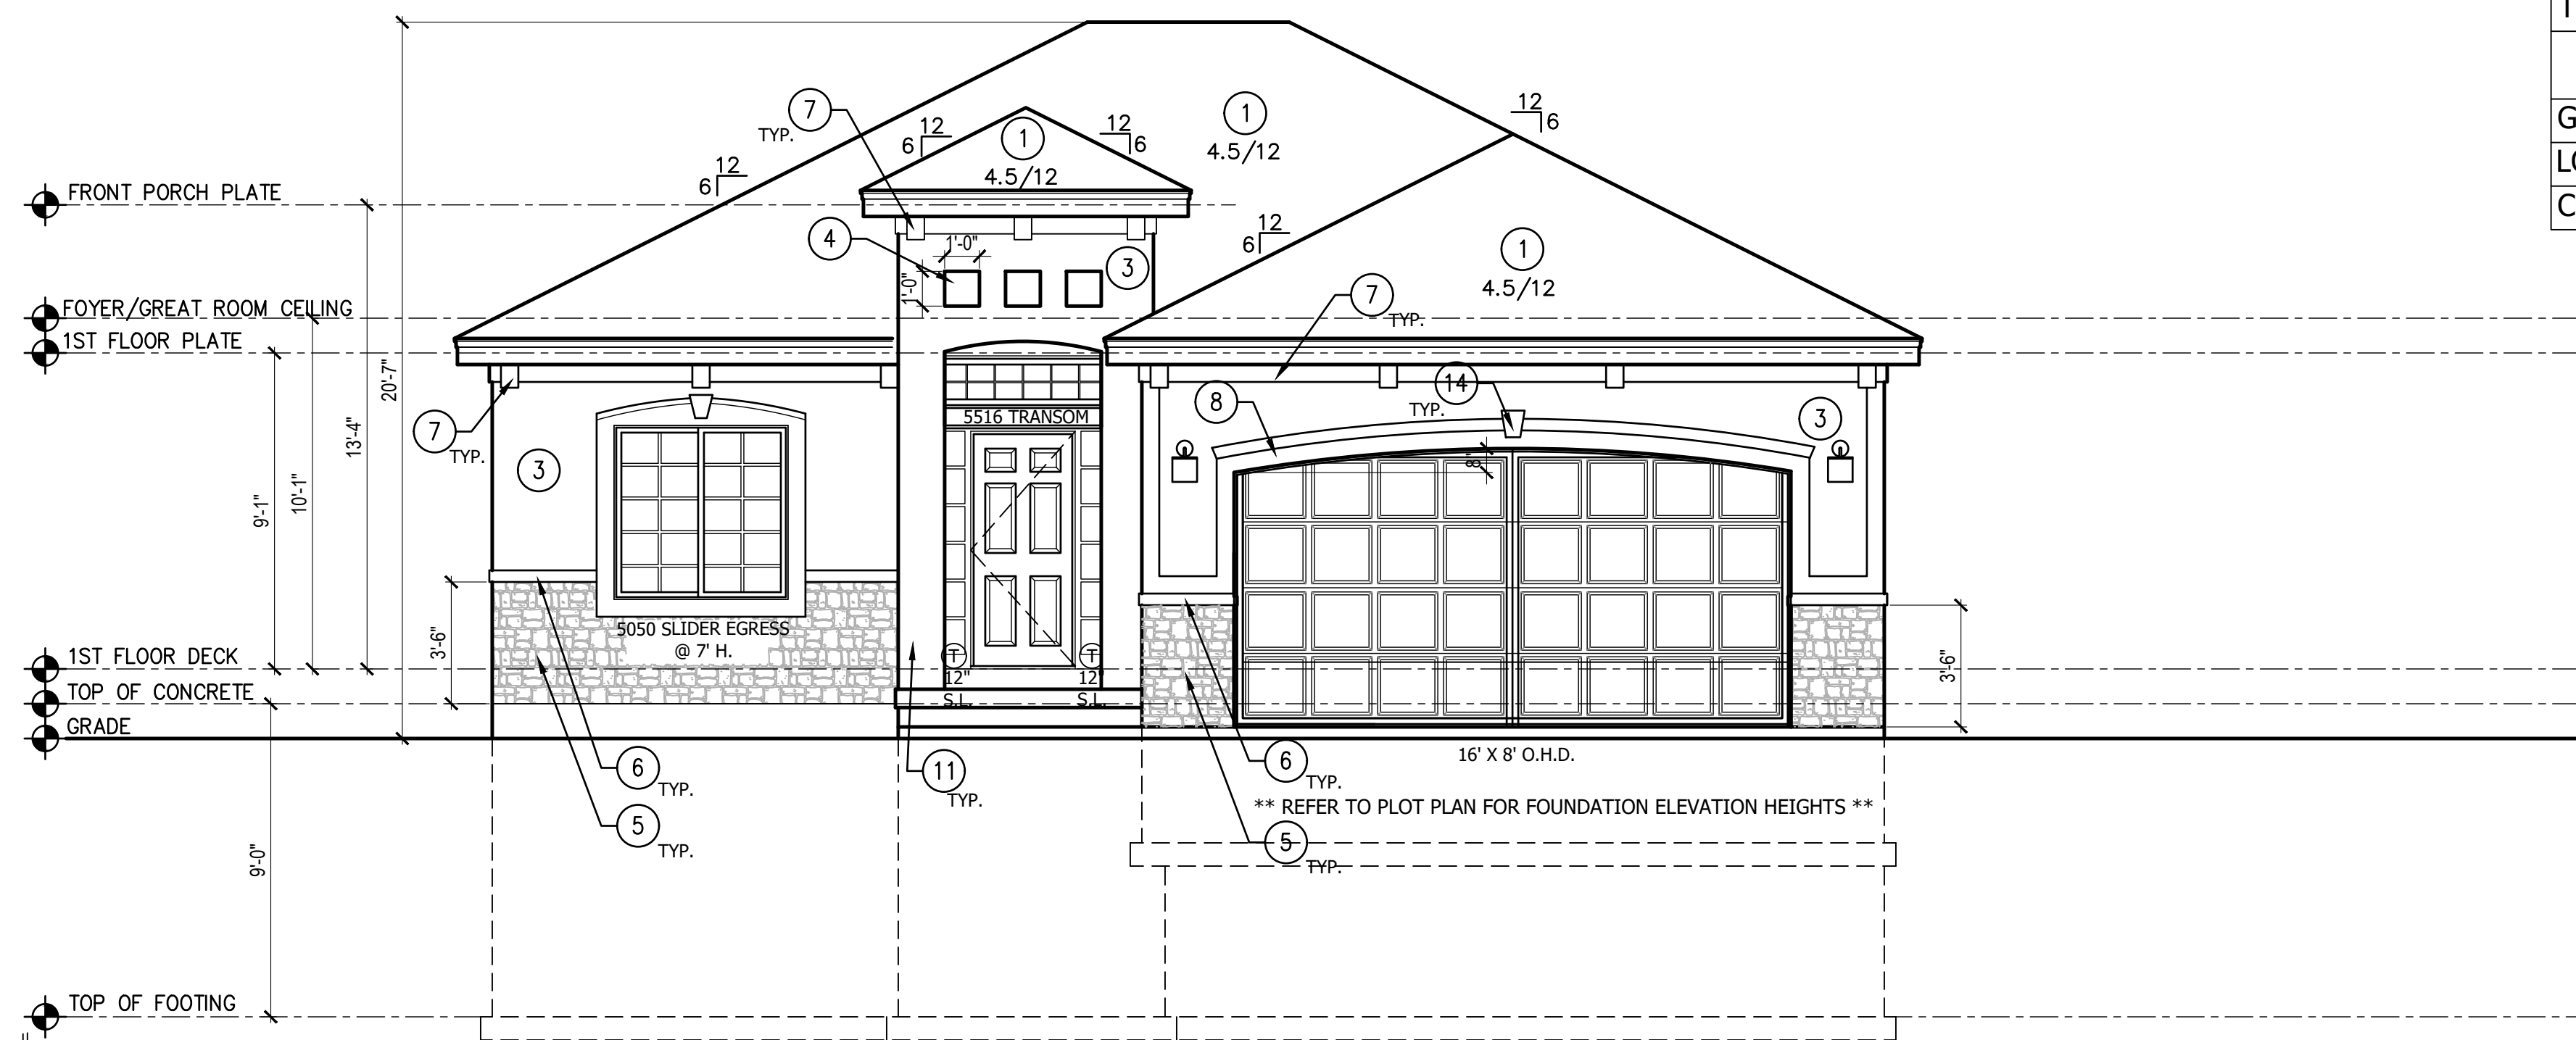 T
G
LO
C
12
6
7
TYP.
12
6
1
4.5/12
12
6
1
4.5/12
12
6
FRONT PORCH PLATE
4
1'-0"
1'-0"
3
12
6
1
4.5/12
FOYER/GREAT ROOM CEILING
1ST FLOOR PLATE
7
TYP.
20'-7"
13'-4"
10'-1"
9'-1"
7
TYP.
3
5516 TRANSOM
8
14
TYP.
3
8"
3'-6"
5050 SLIDER EGRESS
@ 7' H.
T
12"
S.L.
T
12"
S.L.
3'-6"
1ST FLOOR DECK
TOP OF CONCRETE
GRADE
6
TYP.
5
TYP.
11
TYP.
6
TYP.
16' X 8' O.H.D.
** REFER TO PLOT PLAN FOR FOUNDATION ELEVATION HEIGHTS **
5
TYP.
9'-0"
TOP OF FOOTING